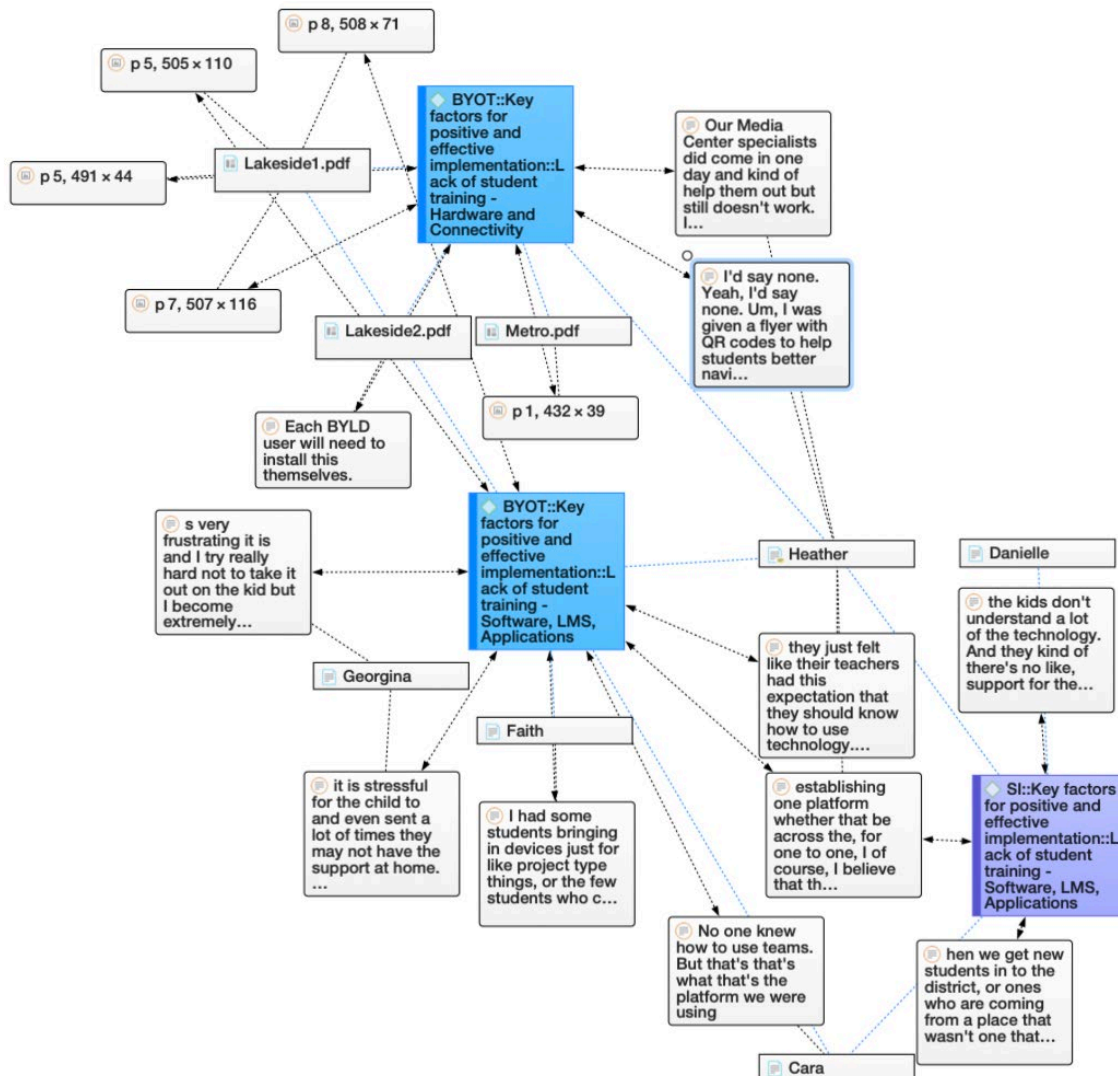 p 8, 508 × 71
p 5, 505 × 110
BYOT::Key
factors for
positive and
effective
implementation::L
ack of student
training -
Hardware and
Connectivity
Our Media
Center specialists
did come in one
day and kind of
help them out but
still doesn't work.
I...
Lakeside1.pdf
p 5, 491 × 44
I'd say none.
Yeah, I'd say
none. Um, I was
given a flyer with
QR codes to help
students better
navi...
p 7, 507 × 116
Lakeside2.pdf
Metro.pdf
p 1, 432 × 39
Each BYLD
user will need to
install this
themselves.
BYOT::Key
factors for
positive and
effective
implementation::L
ack of student
training -
Software, LMS,
Applications
s very
frustrating it is
and I try really
hard not to take it
out on the kid but
I become
extremely...
Heather
Danielle
the kids don't
understand a lot
of the technology.
And they kind of
there's no like,
support for the...
they just felt
like their teachers
had this
expectation that
they should know
how to use
technology....
Georgina
Faith
it is stressful
for the child to
and even sent a
lot of times they
may not have the
support at home.
...
I had some
students bringing
in devices just for
like project type
things, or the few
students who c...
establishing
one platform
whether that be
across the, for
one to one, I of
course, I believe
that th...
SI::Key factors
for positive and
effective
implementation::L
ack of student
training -
Software, LMS,
Applications
No one knew
how to use teams.
But that's that's
what that's the
platform we were
using
hen we get new
students in to the
district, or ones
who are coming
from a place that
wasn't one that...
Cara